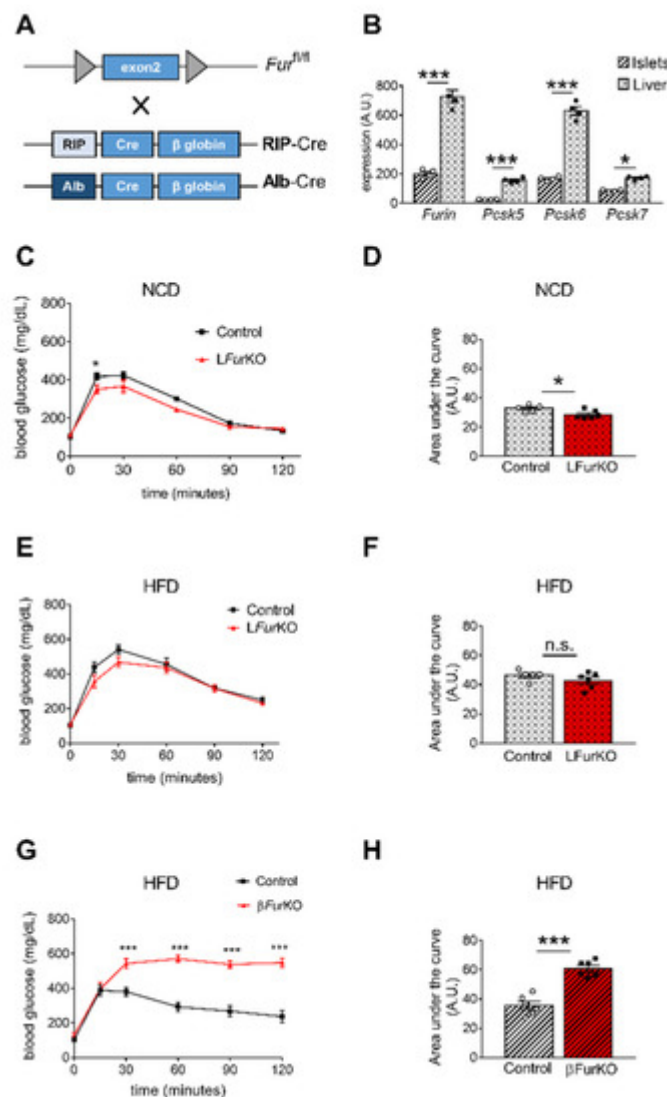 A
exon2
Fur fl/fl
X
RIP Cre β globin RIP-Cre
Alb Cre β globin Alb-Cre
B
Islets
Liver
expression (A.U.)
800
600
400
200
0
*** *** *** *
Furin Pcsk5 Pcsk6 Pcsk7
C
NCD
blood glucose (mg/dL)
800
600
400
200
0
*
Control
LFurKO
0 30 60 90 120
time (minutes)
D
NCD
Area under the curve
(A.U.)
80
60
40
20
0
*
Control LFurKO
E
HFD
blood glucose (mg/dL)
800
600
400
200
0
Control
LFurKO
0 30 60 90 120
time (minutes)
F
HFD
Area under the curve
(A.U.)
80
60
40
20
0
n.s.
Control LFurKO
G
HFD
blood glucose (mg/dL)
800
600
400
200
0
Control
βFurKO
*** *** *** ***
0 30 60 90 120
time (minutes)
H
HFD
Area under the curve
(A.U.)
80
60
40
20
0
***
Control βFurKO